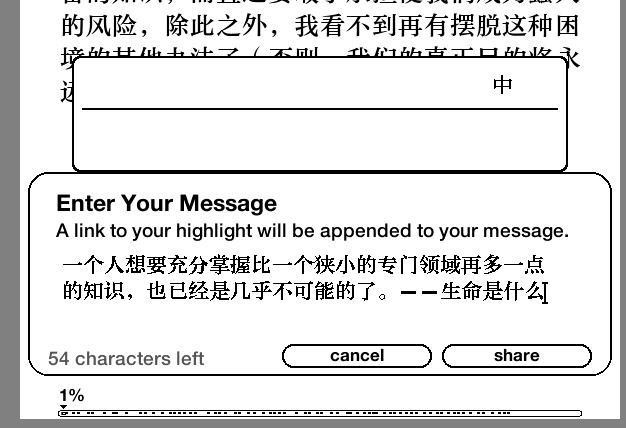 的风险，除此之外，我看不到再有摆脱这种困
中
Enter Your Message
A link to your highlight will be appended to your message.
一个人想要充分掌握比一个狭小的专门领域再多一点
的知识，也已经是几乎不可能的了。——生命是什么
54 characters left
cancel
share
1%